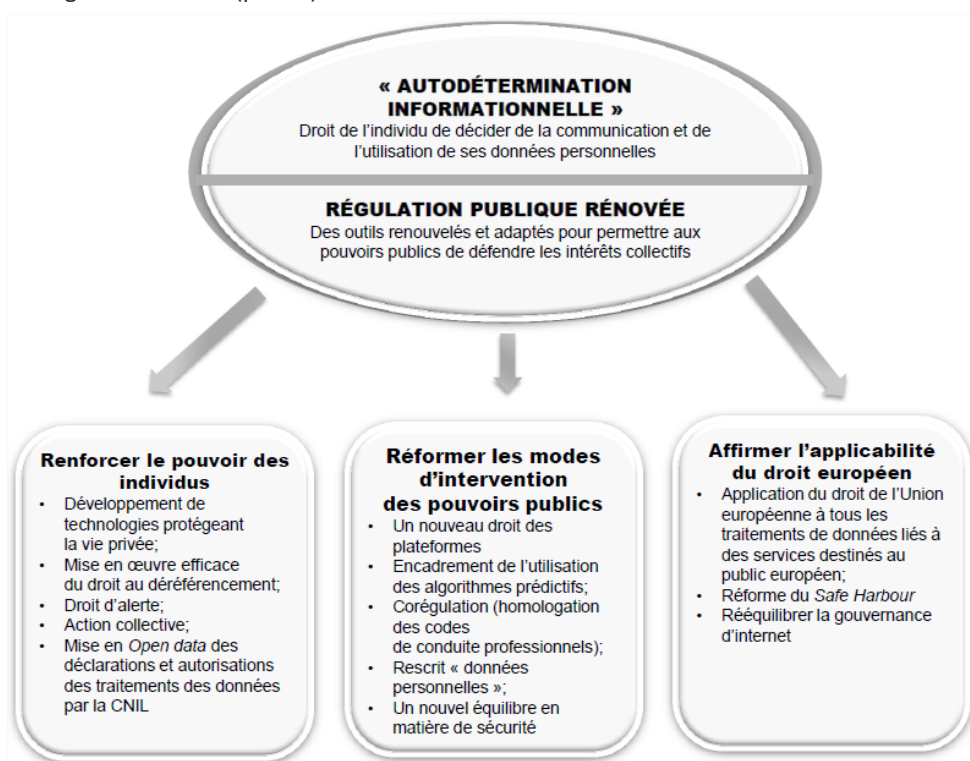 « AUTODÉTERMINATION
INFORMATIONNELLE »
Droit de l'individu de décider de la communication et de
l'utilisation de ses données personnelles
RÉGULATION PUBLIQUE RÉNOVÉE
Des outils renouvelés et adaptés pour permettre aux
pouvoirs publics de défendre les intérêts collectifs
Renforcer le pouvoir des
individus
• Développement de
technologies protégeant
la vie privée;
• Mise en œuvre efficace
du droit au déréférencement;
• Droit d'alerte;
• Action collective;
• Mise en Open data des
déclarations et autorisations
des traitements des données
par la CNIL
Réformer les modes
d'intervention
des pouvoirs publics
• Un nouveau droit des
plateformes
• Encadrement de l'utilisation
des algorithmes prédictifs;
• Corégulation (homologation
des codes
de conduite professionnels);
• Rescrit « données
personnelles »;
• Un nouvel équilibre en
matière de sécurité
Affirmer l'applicabilité
du droit européen
• Application du droit de l'Union
européenne à tous les
traitements de données liés à
des services destinés au
public européen;
• Réforme du Safe Harbour
• Rééquilibrer la gouvernance
d'internet